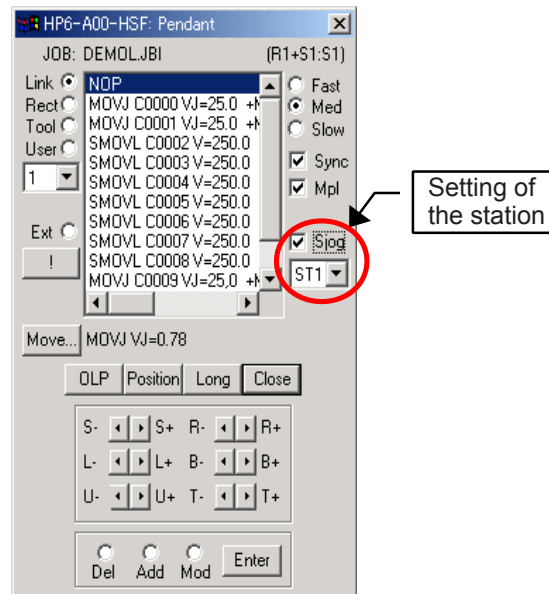 HP6-A00-HSF: Pendant
JOB: DEMOL.JBI (R1+S1:S1)
Link
Rect
Tool
User
1
Ext
!
NOP
MOVJ C0000 VJ=25.0 +M
MOVJ C0001 VJ=25.0 +M
SMOVL C0002 V=250.0
SMOVL C0003 V=250.0
SMOVL C0004 V=250.0
SMOVL C0005 V=250.0
SMOVL C0006 V=250.0
SMOVL C0007 V=250.0
SMOVL C0008 V=250.0
MOVJ C0009 VJ=25,0 +M
Fast
Med
Slow
Sync
Mpl
Sjog
ST1
Setting of
the station
Move... MOVJ VJ=0.78
OLP Position Long Close
S- S+ R- R+
L- L+ B- B+
U- U+ T- T+
Del Add Mod Enter